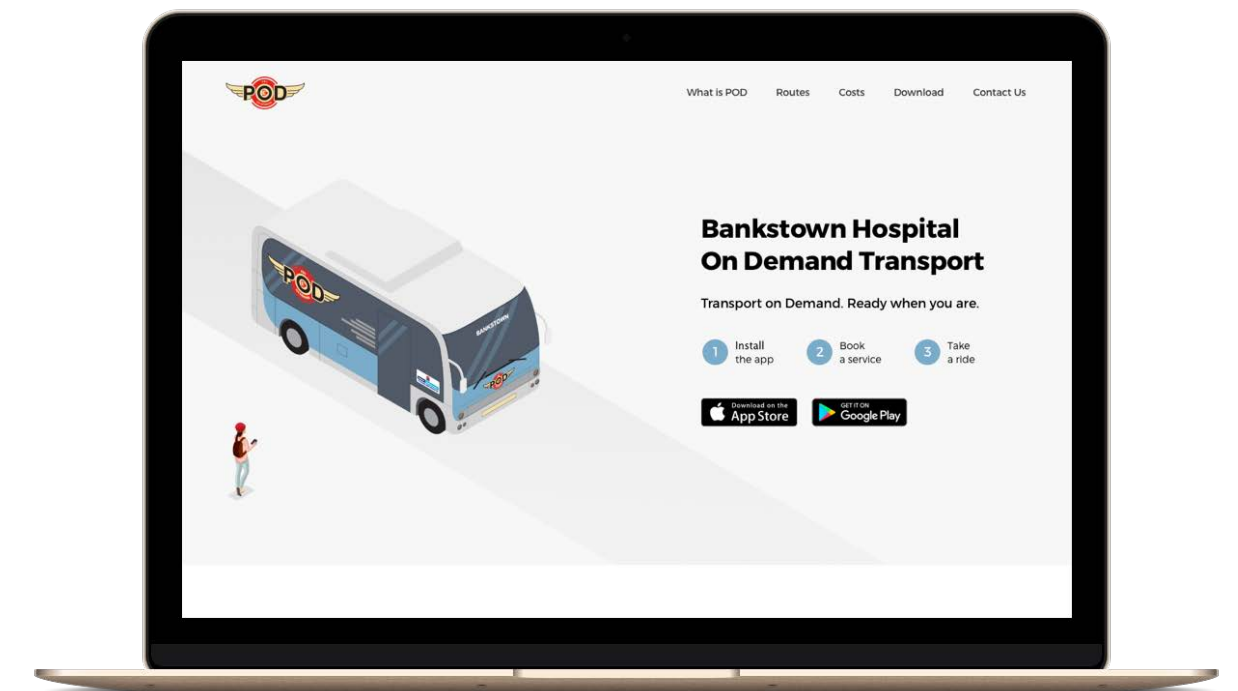 POD
What is POD
Routes
Costs
Download
Contact Us
Bankstown Hospital
On Demand Transport
Transport on Demand. Ready when you are.
1
Install
the app
2
Book
a service
3
Take
a ride
Download on the
App Store
GET IT ON
Google Play
POD
BANKSTOWN
POD